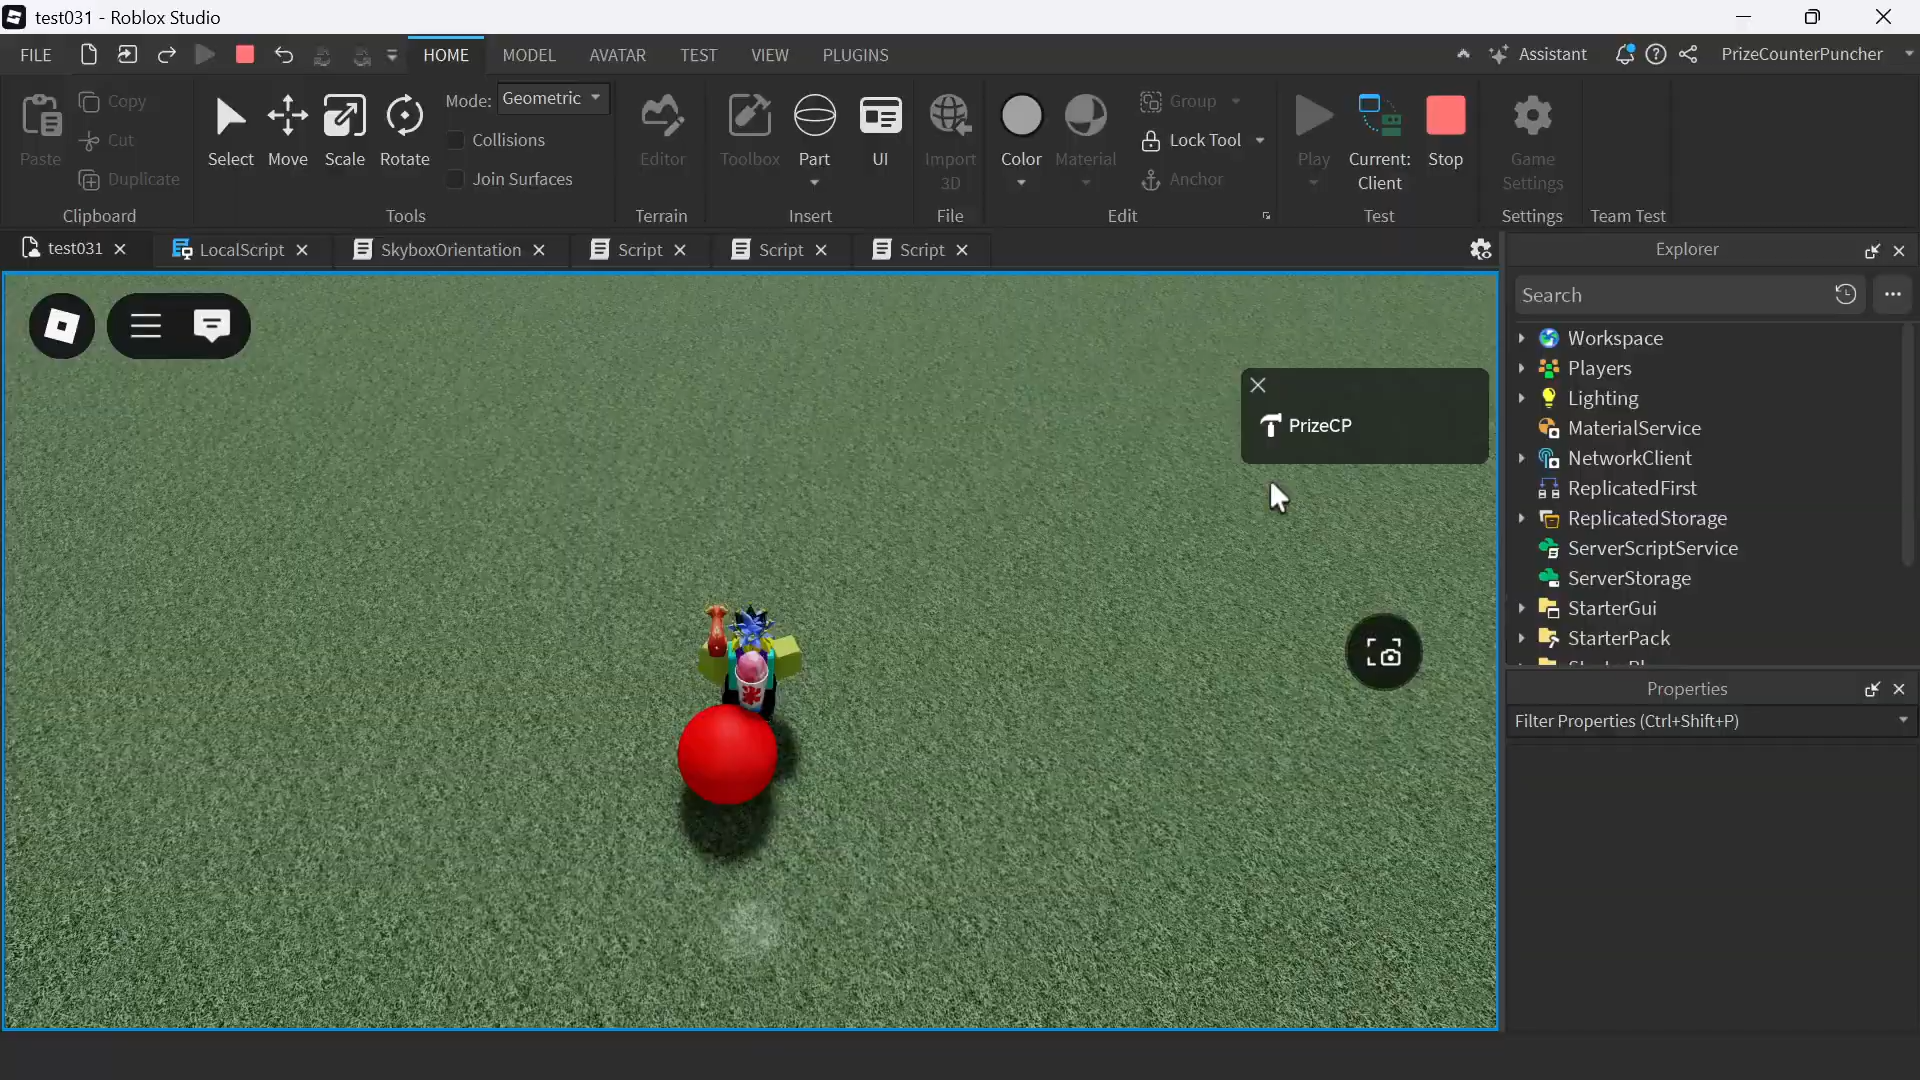 test031 - Roblox Studio
FILE HOME MODEL AVATAR TEST VIEW PLUGINS Assistant PrizeCounterPuncher
Paste Copy Cut Duplicate
Clipboard
Select Move Scale Rotate
Mode: Geometric
Collisions
Join Surfaces
Tools
Editor
Terrain
Toolbox Part UI
Insert
Import 3D
File
Color Material
Group
Lock Tool
Anchor
Edit
Play Current: Client Stop
Test
Game Settings
Settings
Team Test
test031 LocalScript SkyboxOrientation Script Script Script
PrizeCP
Explorer
Search
Workspace
Players
Lighting
MaterialService
NetworkClient
ReplicatedFirst
ReplicatedStorage
ServerScriptService
ServerStorage
StarterGui
StarterPack
Properties
Filter Properties (Ctrl+Shift+P)